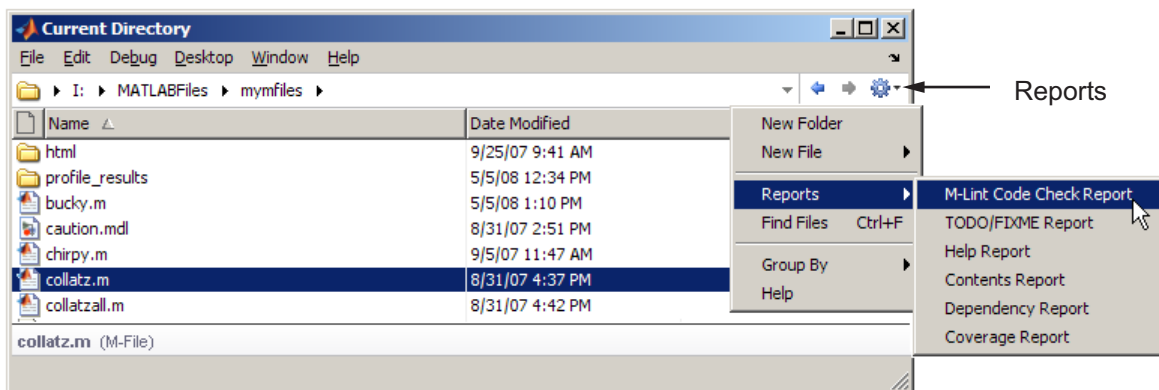 Current Directory
File Edit Debug Desktop Window Help
I: MATLABFiles mymfiles
Reports
Name Date Modified
html 9/25/07 9:41 AM
profile_results 5/5/08 12:34 PM
bucky.m 5/5/08 1:10 PM
caution.mdl 8/31/07 2:51 PM
chirpy.m 9/5/07 11:47 AM
collatz.m 8/31/07 4:37 PM
collatzall.m 8/31/07 4:42 PM
collatz.m (M-File)
New Folder
New File
Reports
Find Files Ctrl+F
Group By
Help
M-Lint Code Check Report
TODO/FIXME Report
Help Report
Contents Report
Dependency Report
Coverage Report